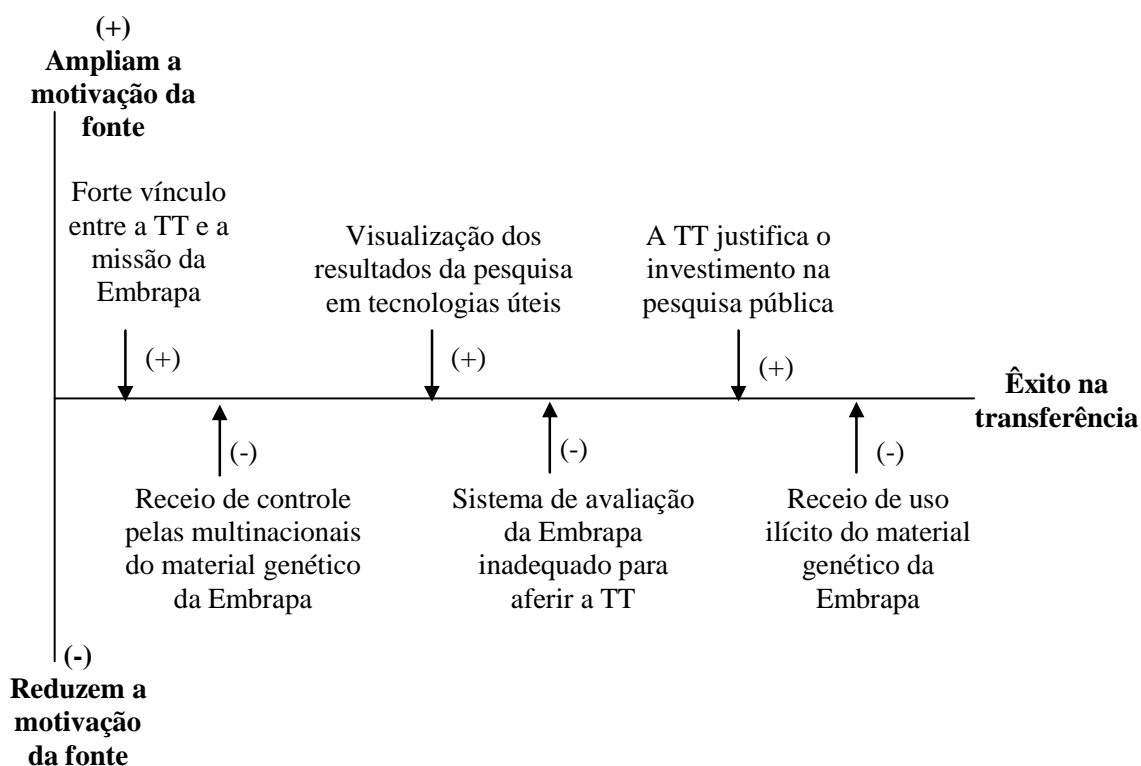 (+)
Ampliam a
motivação da
fonte
Forte vínculo
entre a TT e a
missão da
Embrapa
Visualização dos
resultados da pesquisa
em tecnologias úteis
A TT justifica o
investimento na
pesquisa pública
(+)
(+)
(+)
Êxito na
transferência
(-)
(-)
(-)
Receio de controle
pelas multinacionais
do material genético
da Embrapa
Sistema de avaliação
da Embrapa
inadequado para
aferir a TT
Receio de uso
ilícito do material
genético da
Embrapa
(-)
Reduzem a
motivação
da fonte